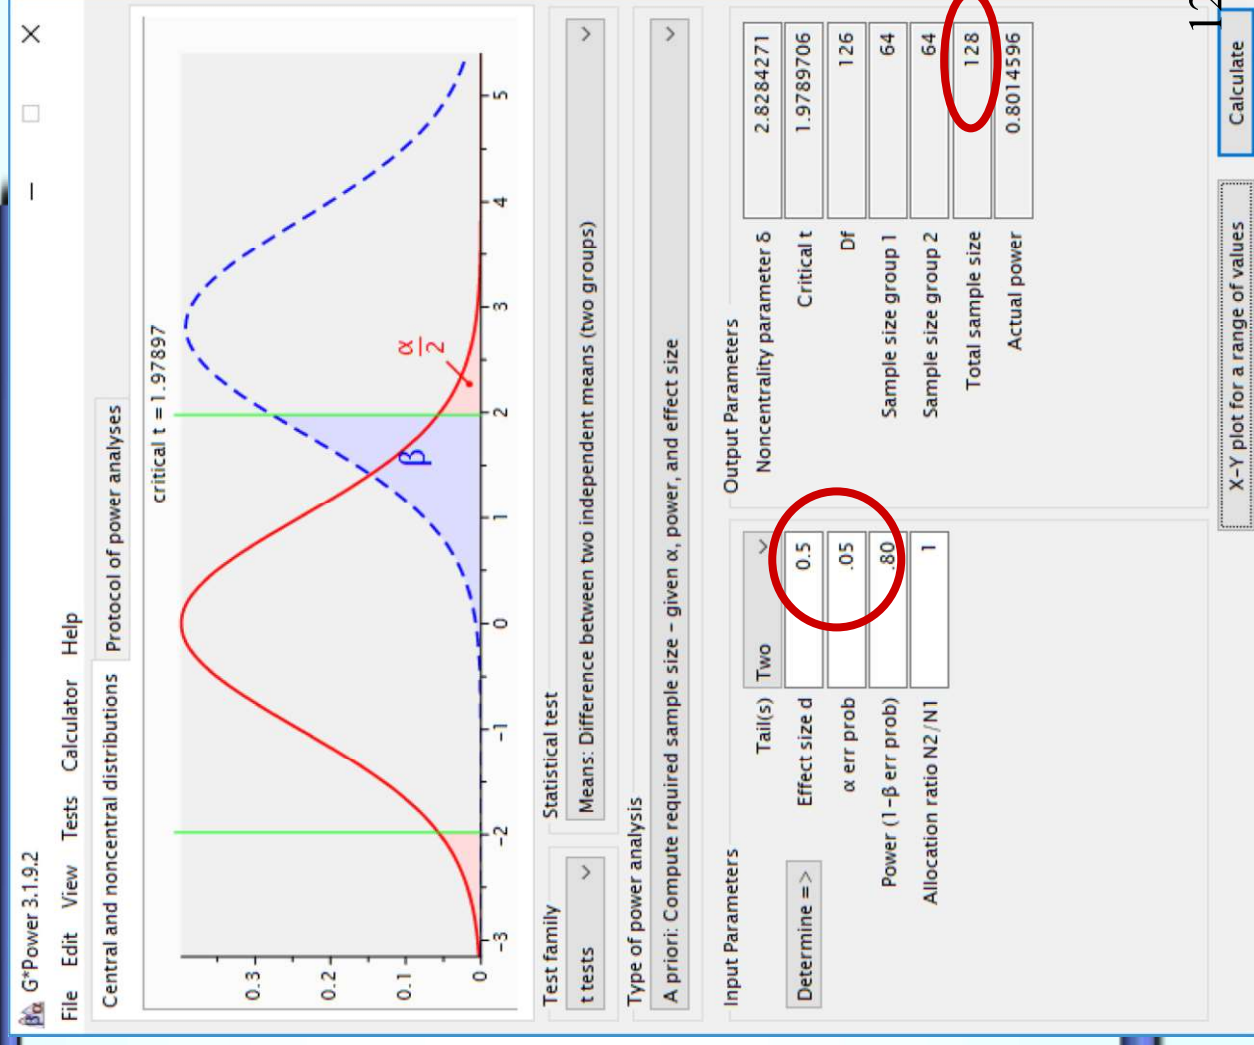 G*Power 3.1.9.2
File Edit View Tests Calculator Help
Central and noncentral distributions Protocol of power analyses
critical t = 1.97897
0.3
0.2
0.1
0
-3 -2 -1 0 1 2 3 4 5
β
α
2
Test family
t tests
Statistical test
Means: Difference between two independent means (two groups)
Type of power analysis
A priori: Compute required sample size – given α, power, and effect size
Input Parameters
Tail(s) Two
Determine =>
Effect size d 0.5
α err prob .05
Power (1-β err prob) .80
Allocation ratio N2/N1 1
Output Parameters
Noncentrality parameter δ 2.8284271
Critical t 1.9789706
Df 126
Sample size group 1 64
Sample size group 2 64
Total sample size 128
Actual power 0.8014596
X-Y plot for a range of values Calculate